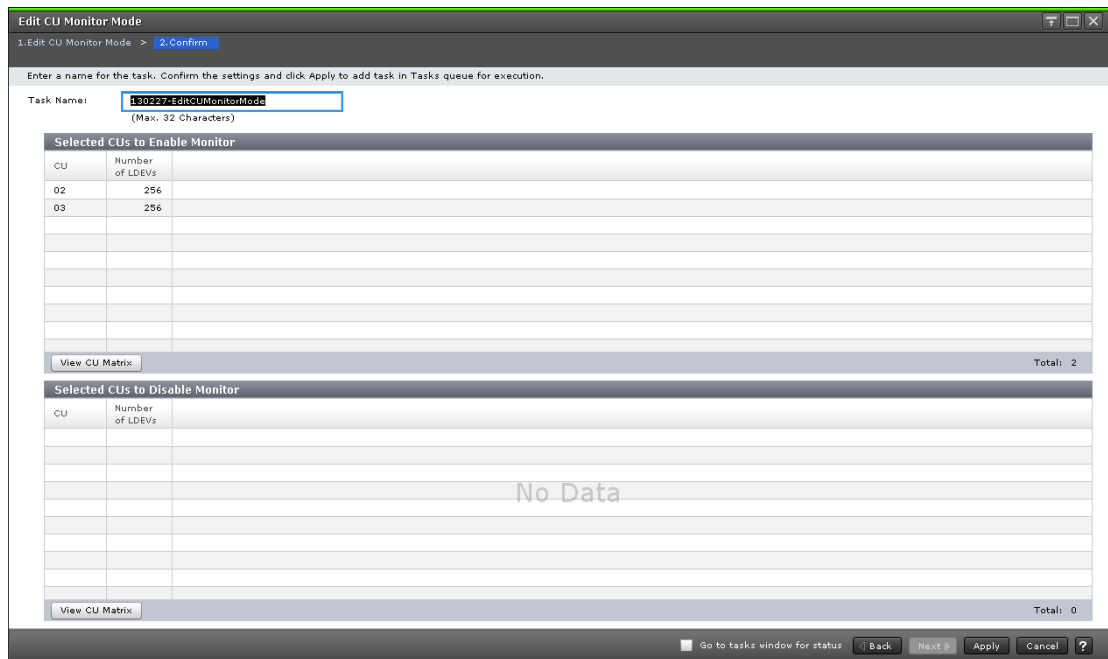 Edit CU Monitor Mode
1.Edit CU Monitor Mode > 2.Confirm
Enter a name for the task. Confirm the settings and click Apply to add task in Tasks queue for execution.
Task Name: 130227-EditCUMonitorMode
(Max. 32 Characters)
Selected CUs to Enable Monitor
CU Number
of LDEVs
02 256
03 256
View CU Matrix Total: 2
Selected CUs to Disable Monitor
CU Number
of LDEVs
No Data
View CU Matrix Total: 0
Go to tasks window for status Back Next Apply Cancel ?